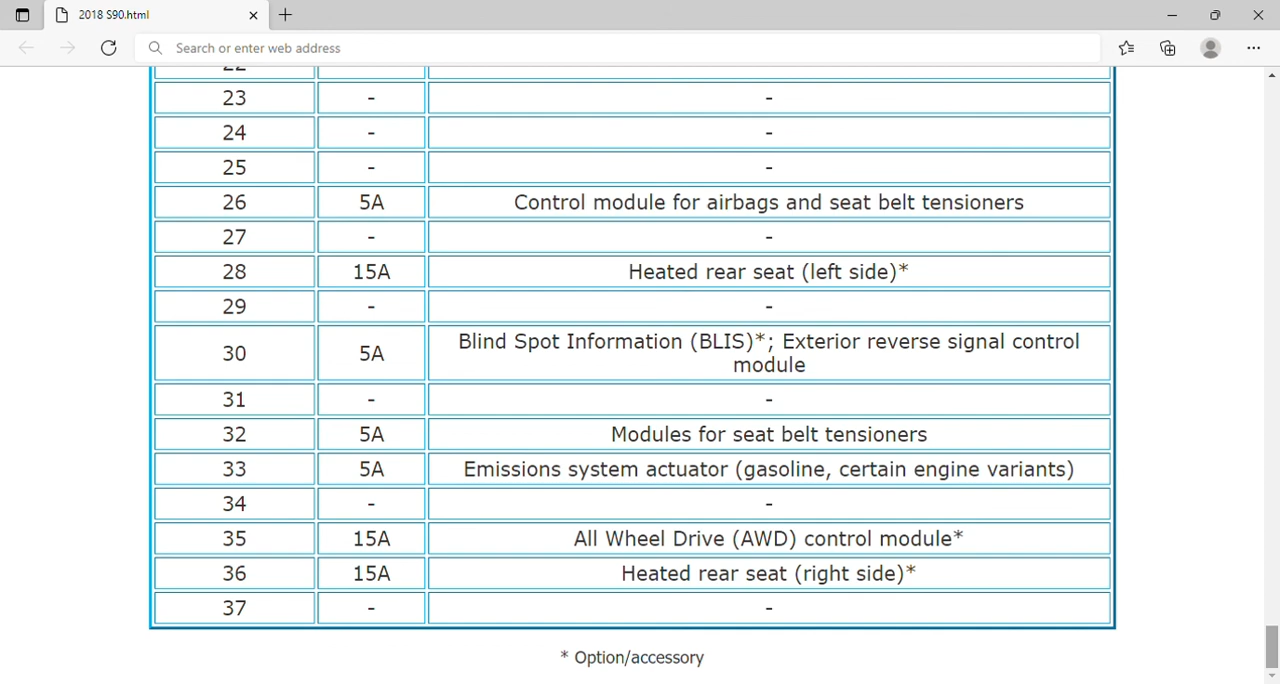 2018 S90.html
Search or enter web address
22
23 - -
24 - -
25 - -
26 5A Control module for airbags and seat belt tensioners
27 - -
28 15A Heated rear seat (left side)*
29 - -
30 5A Blind Spot Information (BLIS)*; Exterior reverse signal control
module
31 - -
32 5A Modules for seat belt tensioners
33 5A Emissions system actuator (gasoline, certain engine variants)
34 - -
35 15A All Wheel Drive (AWD) control module*
36 15A Heated rear seat (right side)*
37 - -
* Option/accessory